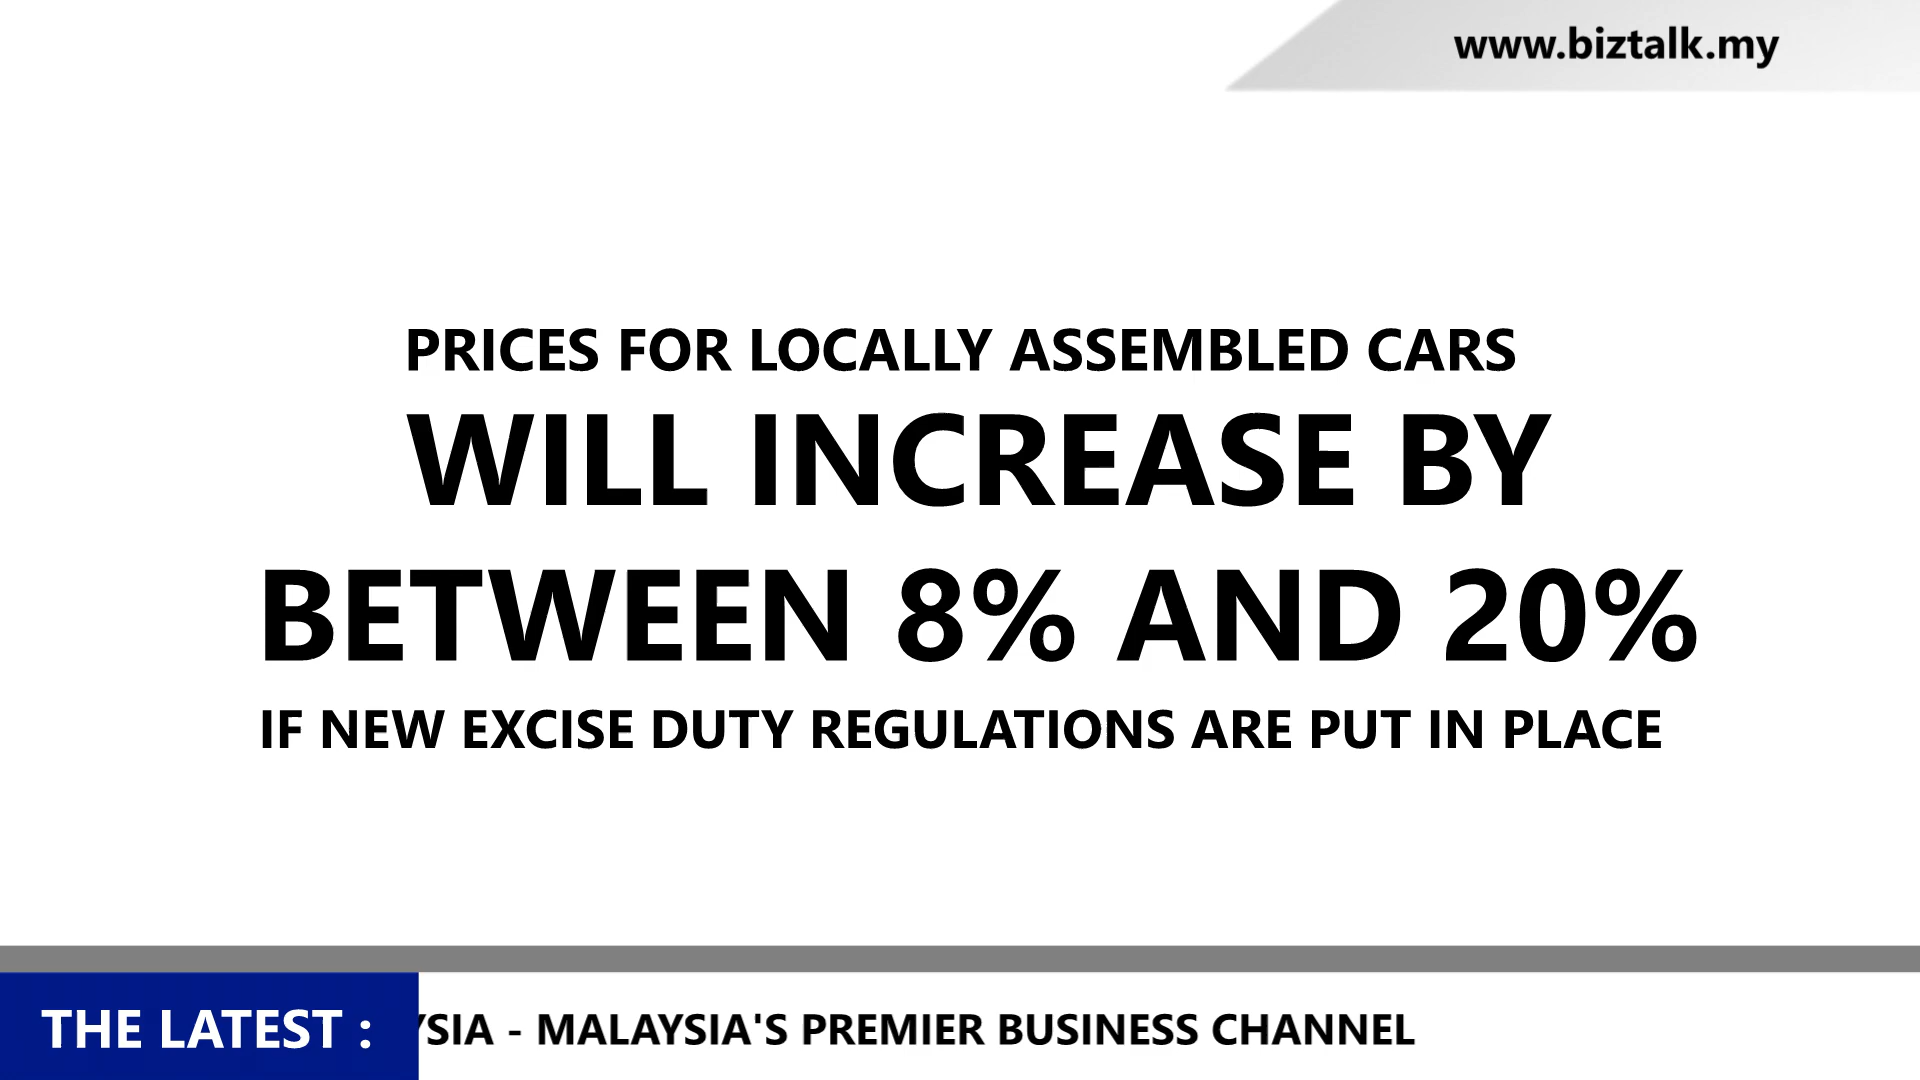 www.biztalk.my
PRICES FOR LOCALLY ASSEMBLED CARS
WILL INCREASE BY
BETWEEN 8% AND 20%
IF NEW EXCISE DUTY REGULATIONS ARE PUT IN PLACE
THE LATEST : YSIA - MALAYSIA'S PREMIER BUSINESS CHANNEL